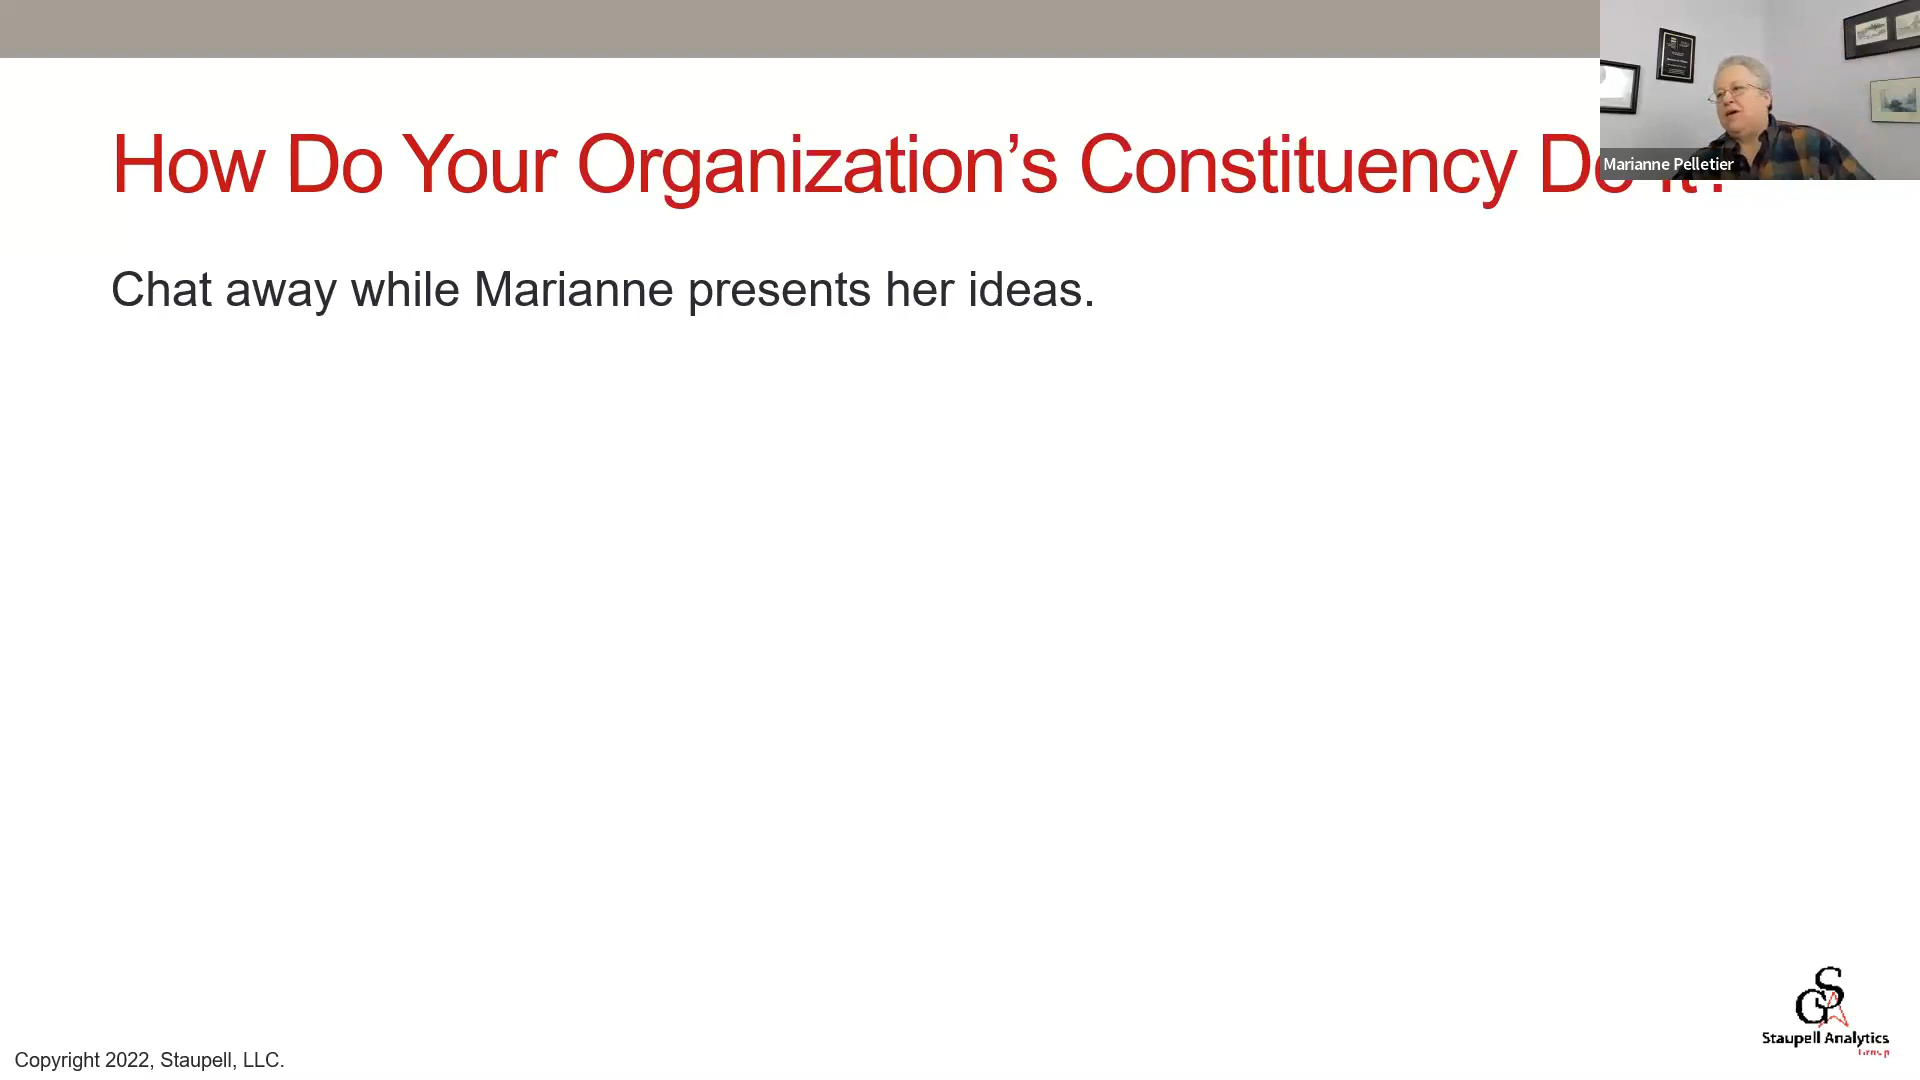 How Do Your Organization’s Constituency Do It?
Marianne Pelletier
Chat away while Marianne presents her ideas.
Staupell Analytics
Group
Copyright 2022, Staupell, LLC.